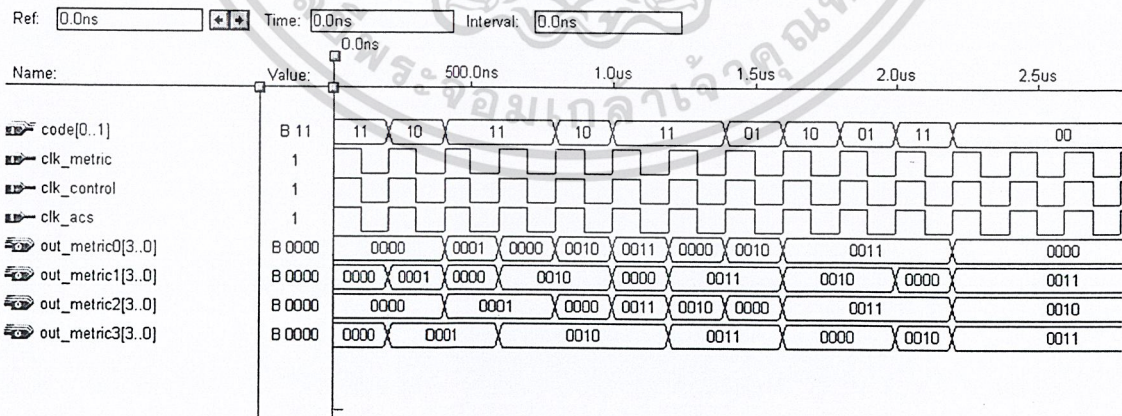 Ref: 0.0ns Time: 0.0ns Interval: 0.0ns
0.0ns
Name: Value: 500.0ns 1.0us 1.5us 2.0us 2.5us
code[0..1] B 11 11 10 11 10 11 01 10 01 11 00
clk_metric 1
clk_control 1
clk_acs 1
out_metric0[3..0] B 0000 0000 0001 0000 0010 0011 0000 0010 0011 0000
out_metric1[3..0] B 0000 0000 0001 0000 0010 0000 0011 0010 0000 0011
out_metric2[3..0] B 0000 0000 0001 0000 0011 0010 0000 0011 0010
out_metric3[3..0] B 0000 0000 0001 0010 0011 0000 0010 0011